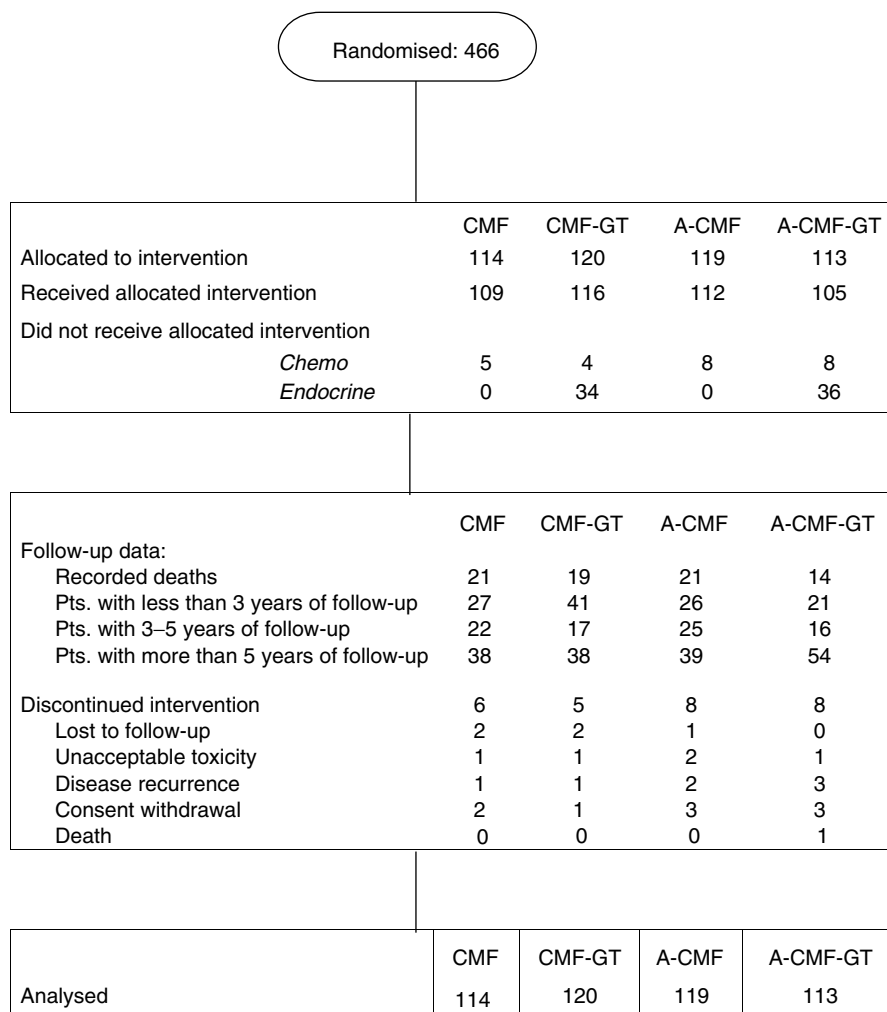 Randomised: 466
CMF CMF-GT A-CMF A-CMF-GT
Allocated to intervention 114 120 119 113
Received allocated intervention 109 116 112 105
Did not receive allocated intervention
Chemo 5 4 8 8
Endocrine 0 34 0 36
CMF CMF-GT A-CMF A-CMF-GT
Follow-up data:
Recorded deaths 21 19 21 14
Pts. with less than 3 years of follow-up 27 41 26 21
Pts. with 3–5 years of follow-up 22 17 25 16
Pts. with more than 5 years of follow-up 38 38 39 54
Discontinued intervention 6 5 8 8
Lost to follow-up 2 2 1 0
Unacceptable toxicity 1 1 2 1
Disease recurrence 1 1 2 3
Consent withdrawal 2 1 3 3
Death 0 0 0 1
CMF CMF-GT A-CMF A-CMF-GT
Analysed 114 120 119 113